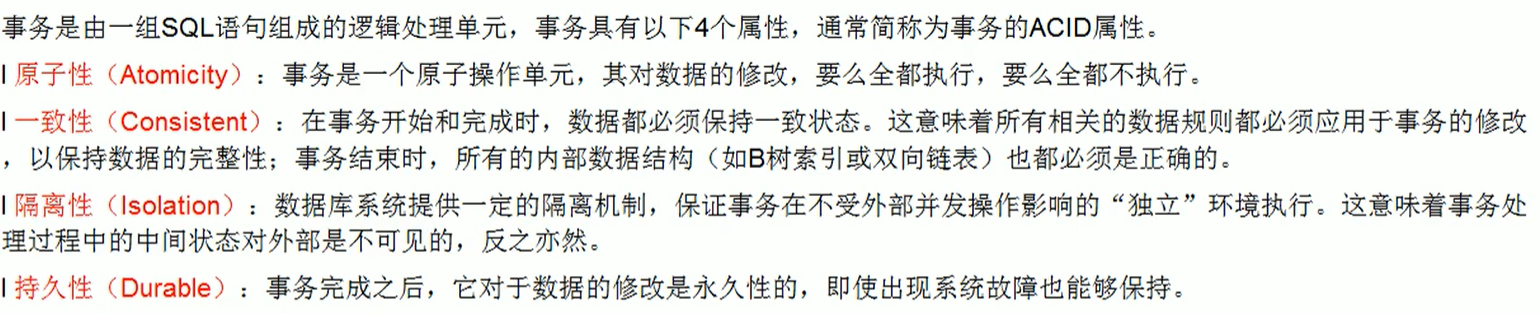 事务是由一组SQL语句组成的逻辑处理单元，事务具有以下4个属性，通常简称为事务的ACID属性。
l 原子性（Atomicity）：事务是一个原子操作单元，其对数据的修改，要么全都执行，要么全都不执行。
l 一致性（Consistent）：在事务开始和完成时，数据都必须保持一致状态。这意味着所有相关的数据规则都必须应用于事务的修改
，以保持数据的完整性；事务结束时，所有的内部数据结构（如B树索引或双向链表）也都必须是正确的。
l 隔离性（Isolation）：数据库系统提供一定的隔离机制，保证事务在不受外部并发操作影响的“独立”环境执行。这意味着事务处
理过程中的中间状态对外部是不可见的，反之亦然。
l 持久性（Durable）：事务完成之后，它对于数据的修改是永久性的，即使出现系统故障也能够保持。